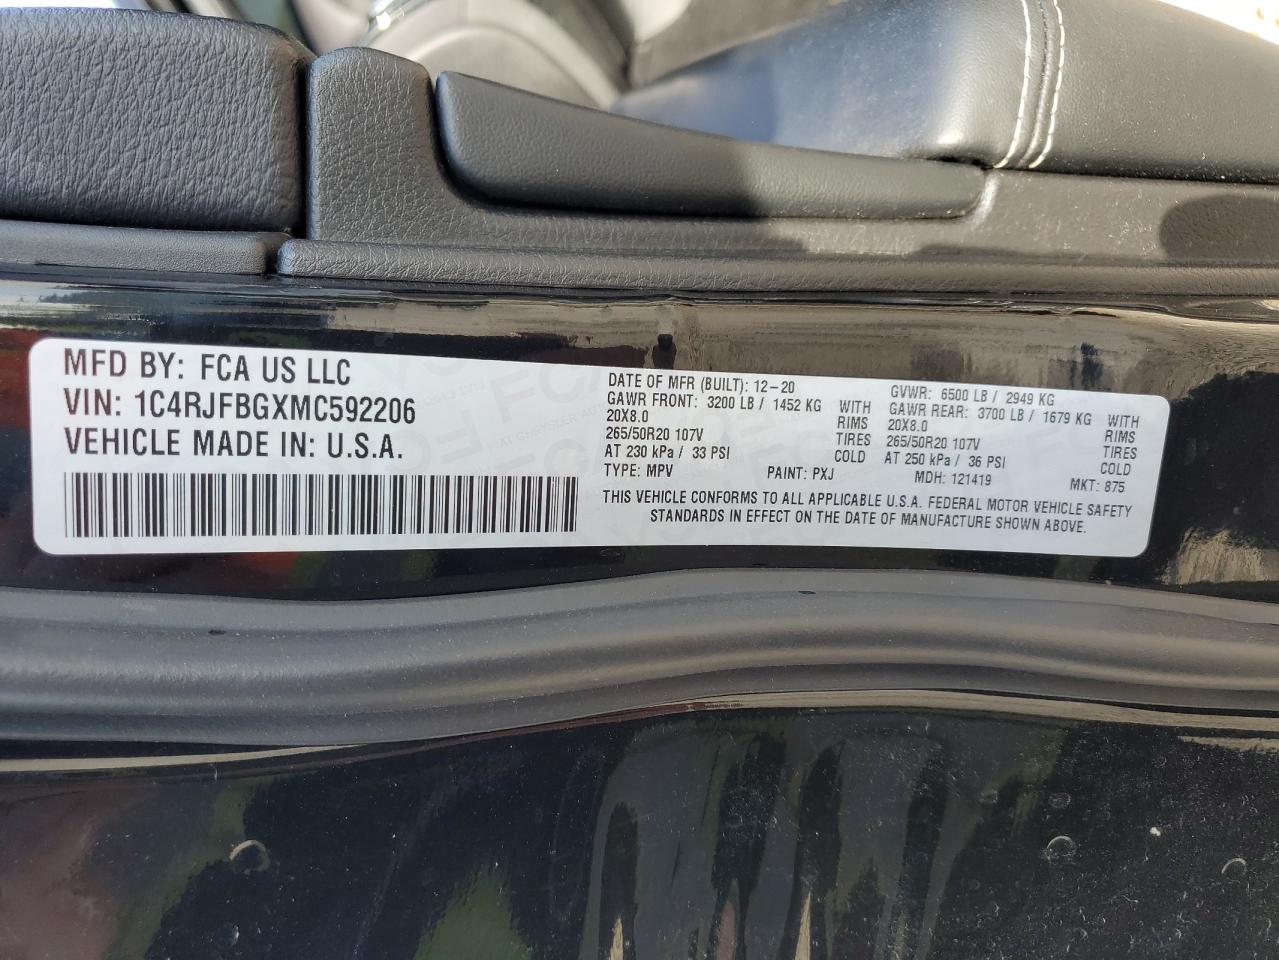 MFD BY: FCA US LLC
VIN: 1C4RJFBGXMC592206
VEHICLE MADE IN: U.S.A.
DATE OF MFR (BUILT): 12-20
GAWR FRONT: 3200 LB / 1452 KG WITH
20X8.0 RIMS
265/50R20 107V TIRES
AT 230 kPa / 33 PSI COLD
TYPE: MPV PAINT: PXJ
GVWR: 6500 LB / 2949 KG
GAWR REAR: 3700 LB / 1679 KG WITH
20X8.0 RIMS
265/50R20 107V TIRES
AT 250 kPa / 36 PSI COLD
MDH: 121419 MKT: 875
THIS VEHICLE CONFORMS TO ALL APPLICABLE U.S.A. FEDERAL MOTOR VEHICLE SAFETY
STANDARDS IN EFFECT ON THE DATE OF MANUFACTURE SHOWN ABOVE.